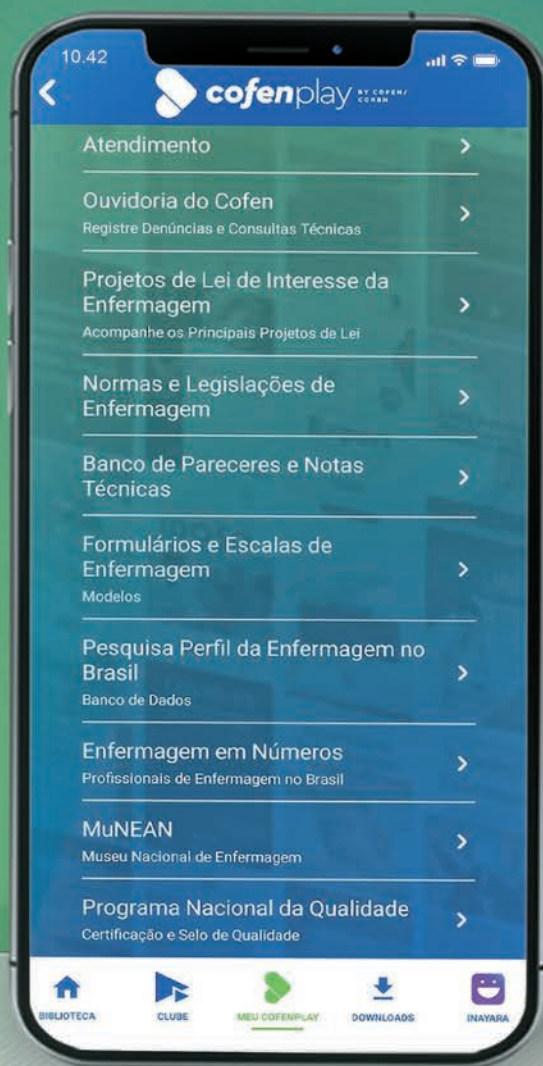 10.42
cofenplay BY COFEN/
COREN
Atendimento
Ouvidoria do Cofen
Registre Denúncias e Consultas Técnicas
Projetos de Lei de Interesse da
Enfermagem
Acompanhe os Principais Projetos de Lei
Normas e Legislações de
Enfermagem
Banco de Pareceres e Notas
Técnicas
Formulários e Escalas de
Enfermagem
Modelos
Pesquisa Perfil da Enfermagem no
Brasil
Banco de Dados
Enfermagem em Números
Profissionais de Enfermagem no Brasil
MuNEAN
Museu Nacional de Enfermagem
Programa Nacional da Qualidade
Certificação e Selo de Qualidade
BIBLIOTECA CLUBE MEU COFENPLAY DOWNLOADS INAYARA